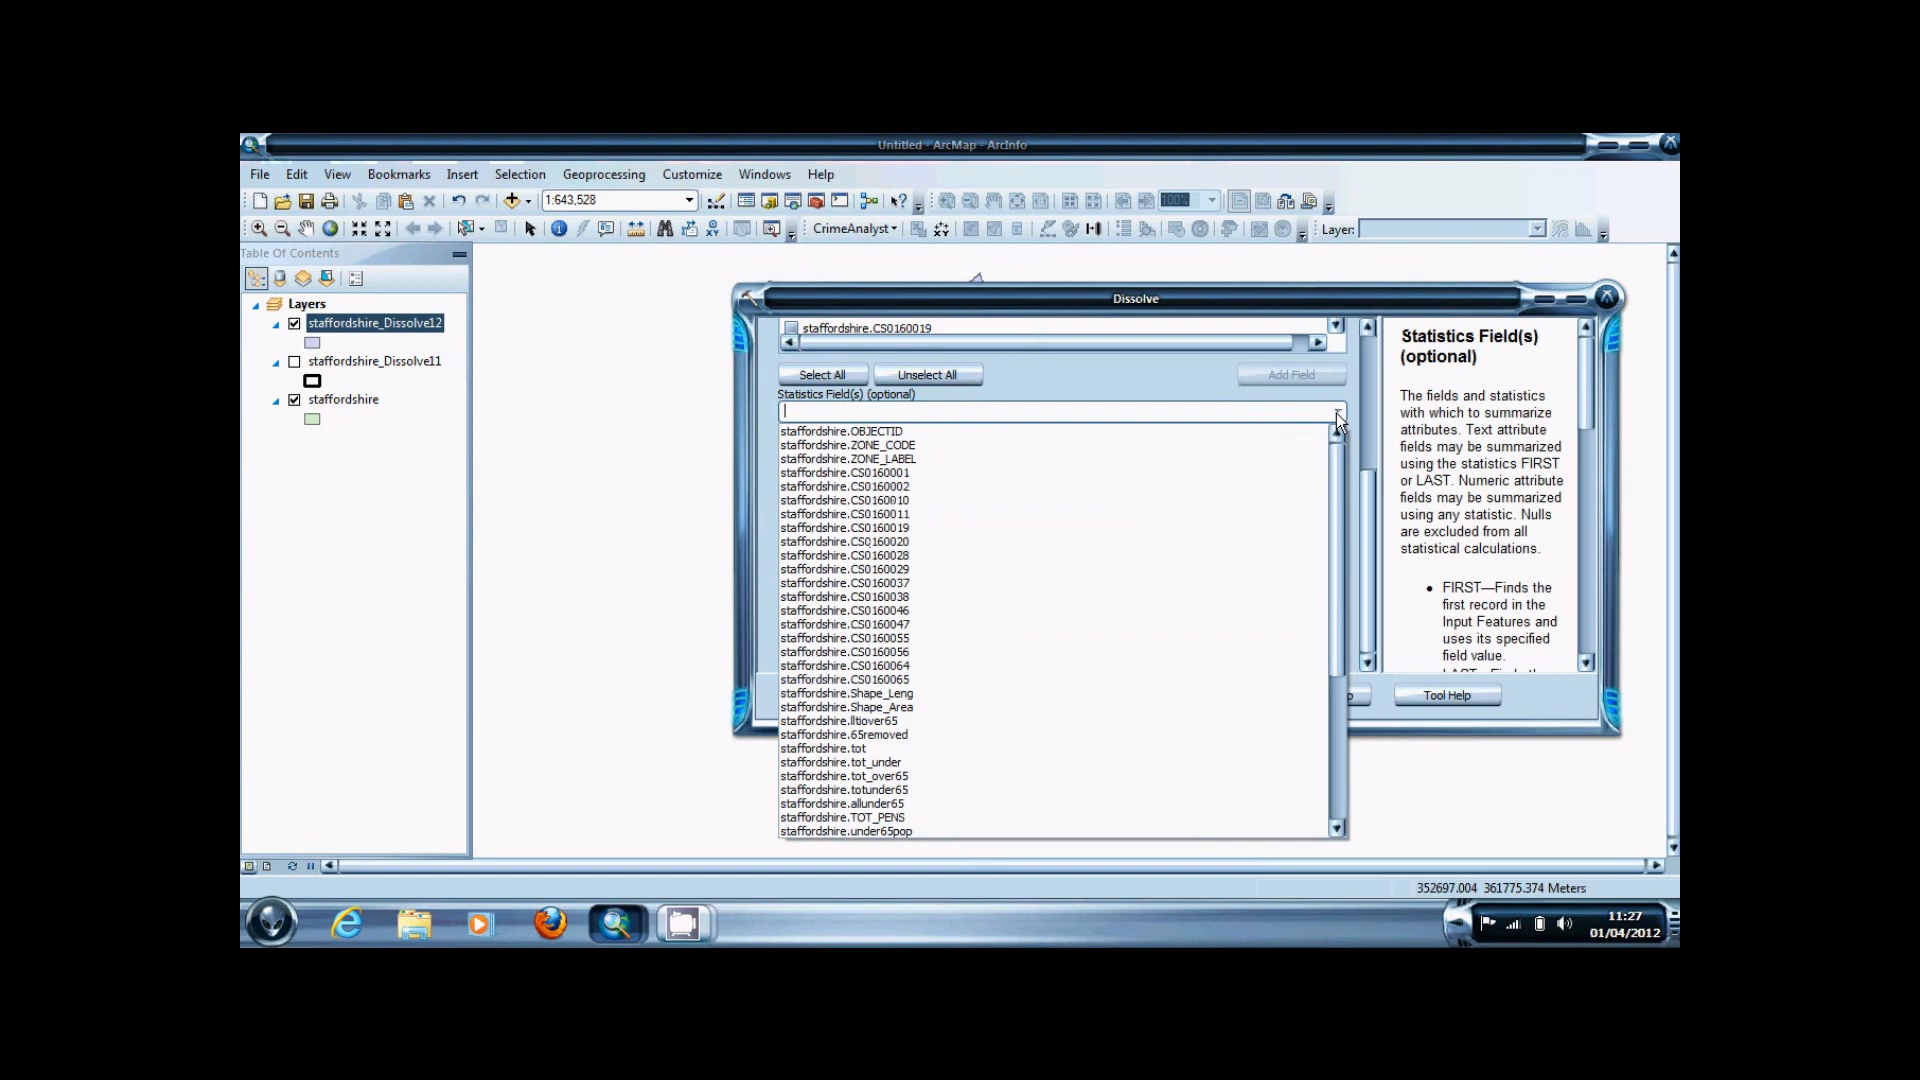 Untitled - ArcMap - ArcInfo
File Edit View Bookmarks Insert Selection Geoprocessing Customize Windows Help
1:643,528
100%
CrimeAnalyst
Layer:
Table Of Contents
Layers
staffordshire_Dissolve12
staffordshire_Dissolve11
staffordshire
Dissolve
staffordshire.CS0160019
Select All
Unselect All
Add Field
Statistics Field(s) (optional)
staffordshire.OBJECTID
staffordshire.ZONE_CODE
staffordshire.ZONE_LABEL
staffordshire.CS0160001
staffordshire.CS0160002
staffordshire.CS0160010
staffordshire.CS0160011
staffordshire.CS0160019
staffordshire.CS0160020
staffordshire.CS0160028
staffordshire.CS0160029
staffordshire.CS0160037
staffordshire.CS0160038
staffordshire.CS0160046
staffordshire.CS0160047
staffordshire.CS0160055
staffordshire.CS0160056
staffordshire.CS0160064
staffordshire.CS0160065
staffordshire.Shape_Leng
staffordshire.Shape_Area
staffordshire.lltiover65
staffordshire.65removed
staffordshire.tot
staffordshire.tot_under
staffordshire.tot_over65
staffordshire.totunder65
staffordshire.allunder65
staffordshire.TOT_PENS
staffordshire.under65pop
Statistics Field(s)
(optional)
The fields and statistics
with which to summarize
attributes. Text attribute
fields may be summarized
using the statistics FIRST
or LAST. Numeric attribute
fields may be summarized
using any statistic. Nulls
are excluded from all
statistical calculations.
• FIRST—Finds the
first record in the
Input Features and
uses its specified
field value.
Tool Help
352697.004 361775.374 Meters
11:27
01/04/2012